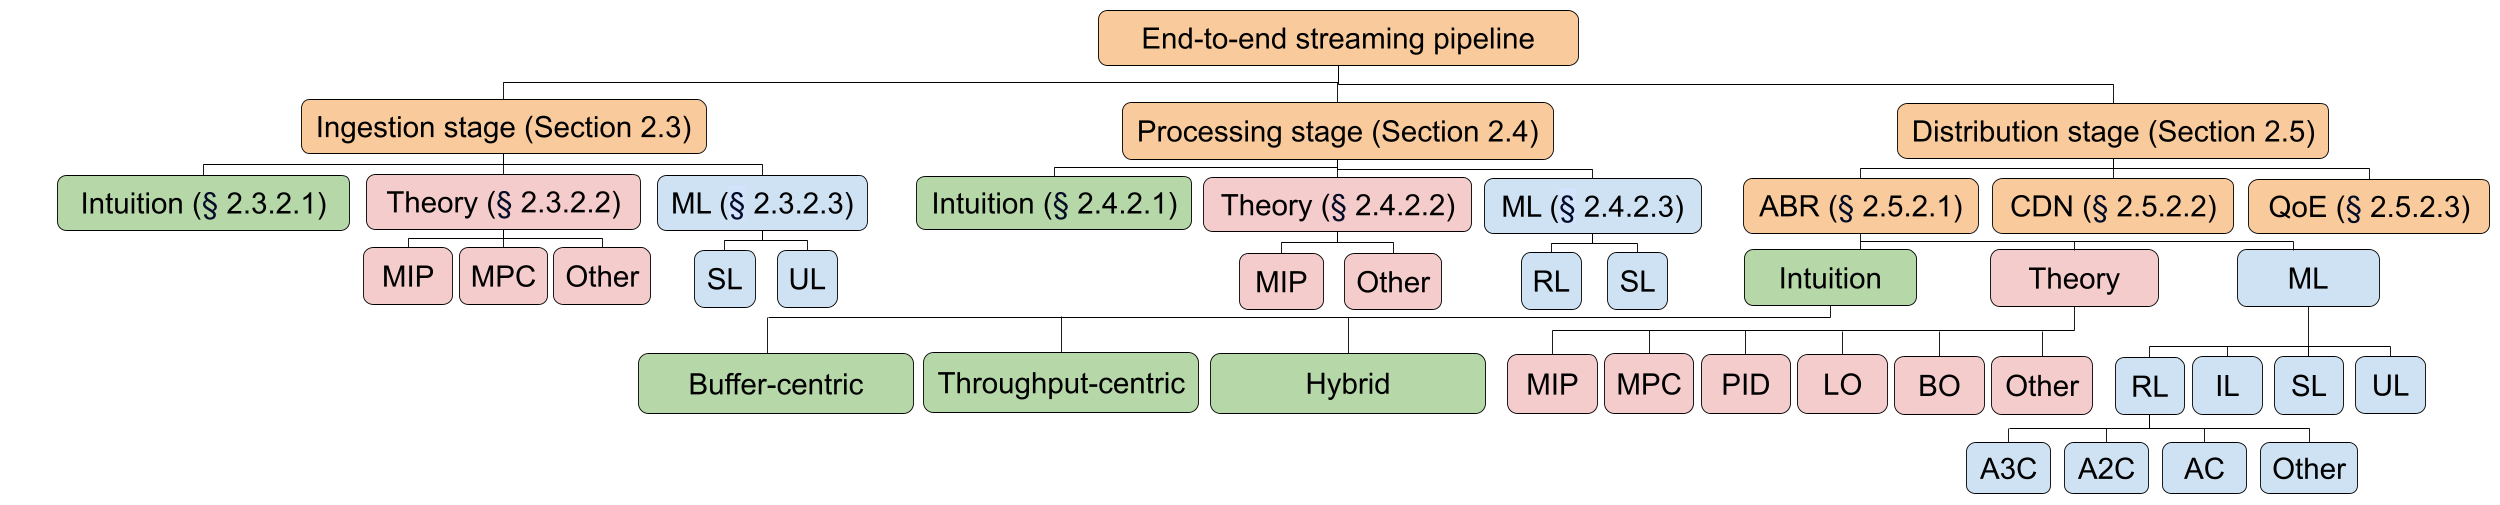 End-to-end streaming pipeline
Ingestion stage (Section 2.3)
Processing stage (Section 2.4)
Distribution stage (Section 2.5)
Intuition (§ 2.3.2.1)
Theory (§ 2.3.2.2)
ML (§ 2.3.2.3)
Intuition (§ 2.4.2.1)
Theory (§ 2.4.2.2)
ML (§ 2.4.2.3)
ABR (§ 2.5.2.1)
CDN (§ 2.5.2.2)
QoE (§ 2.5.2.3)
MIP
MPC
Other
SL
UL
MIP
Other
RL
SL
Intuition
Theory
ML
Buffer-centric
Throughput-centric
Hybrid
MIP
MPC
PID
LO
BO
Other
RL
IL
SL
UL
A3C
A2C
AC
Other